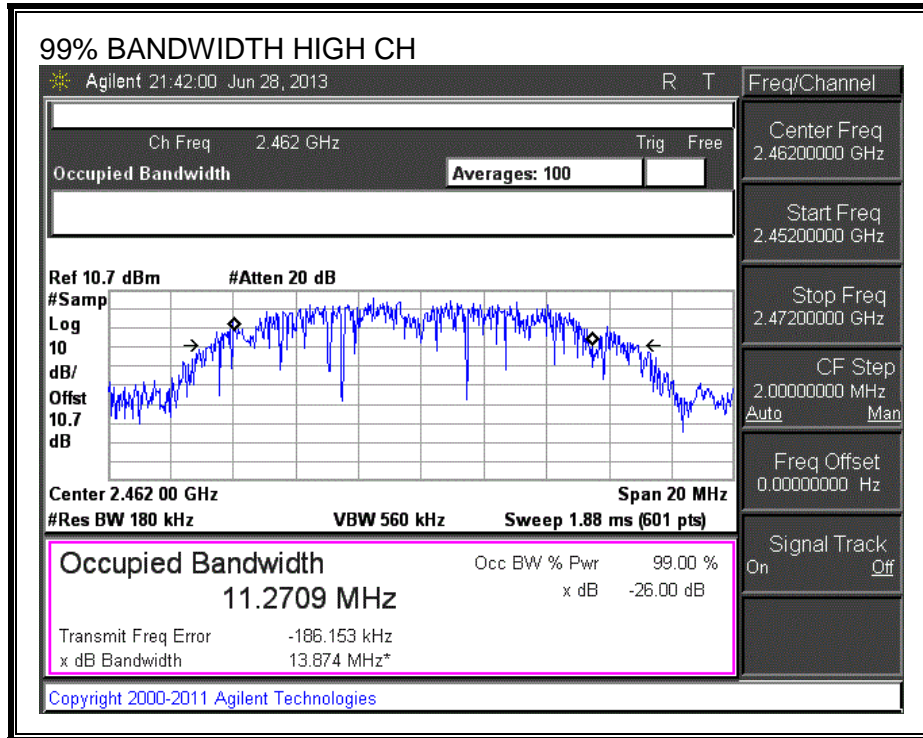 99% BANDWIDTH HIGH CH
Agilent 21:42:00 Jun 28, 2013 R T
Freq/Channel
Ch Freq 2.462 GHz Trig Free
Occupied Bandwidth Averages: 100
Center Freq
2.46200000 GHz
Start Freq
2.45200000 GHz
Stop Freq
2.47200000 GHz
CF Step
2.00000000 MHz
Auto Man
Freq Offset
0.00000000 Hz
Signal Track
On Off
Ref 10.7 dBm #Atten 20 dB
#Samp
Log
10
dB/
Offst
10.7
dB
Center 2.462 00 GHz Span 20 MHz
#Res BW 180 kHz VBW 560 kHz Sweep 1.88 ms (601 pts)
Occupied Bandwidth Occ BW % Pwr 99.00 %
11.2709 MHz x dB -26.00 dB
Transmit Freq Error -186.153 kHz
x dB Bandwidth 13.874 MHz*
Copyright 2000-2011 Agilent Technologies